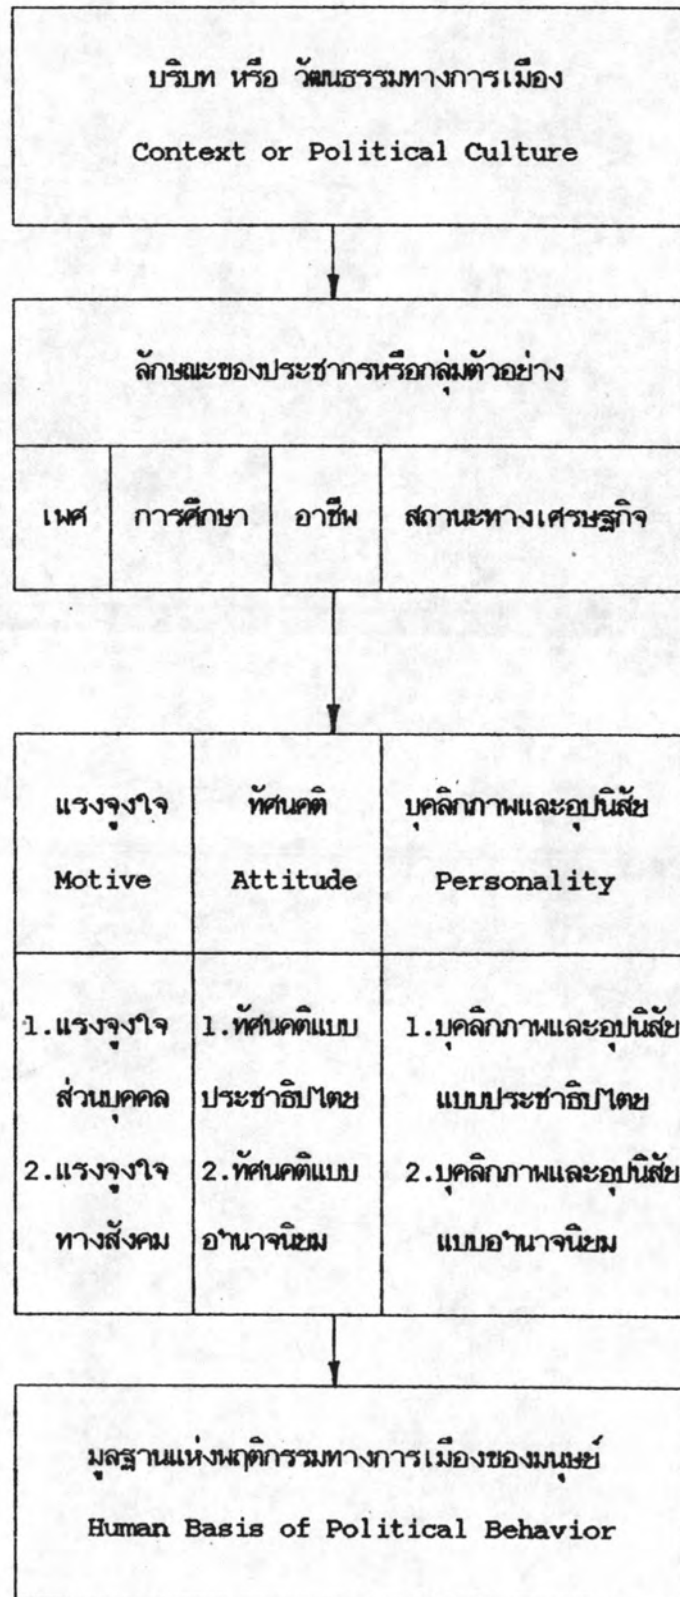 บริบท หรือ วัฒนธรรมทางการเมือง
Context or Political Culture
ลักษณะของประชากรหรือกลุ่มตัวอย่าง
เพศ การศึกษา อาชีพ สถานะทางเศรษฐกิจ
แรงจูงใจ ทัศนคติ บุคลิกภาพและอุปนิสัย
Motive Attitude Personality
1.แรงจูงใจ 1.ทัศนคติแบบ 1.บุคลิกภาพและอุปนิสัย
ส่วนบุคคล ประชาธิปไตย แบบประชาธิปไตย
2.แรงจูงใจ 2.ทัศนคติแบบ 2.บุคลิกภาพและอุปนิสัย
ทางสังคม อำนาจนิยม แบบอำนาจนิยม
มูลฐานแห่งพฤติกรรมทางการเมืองของมนุษย์
Human Basis of Political Behavior